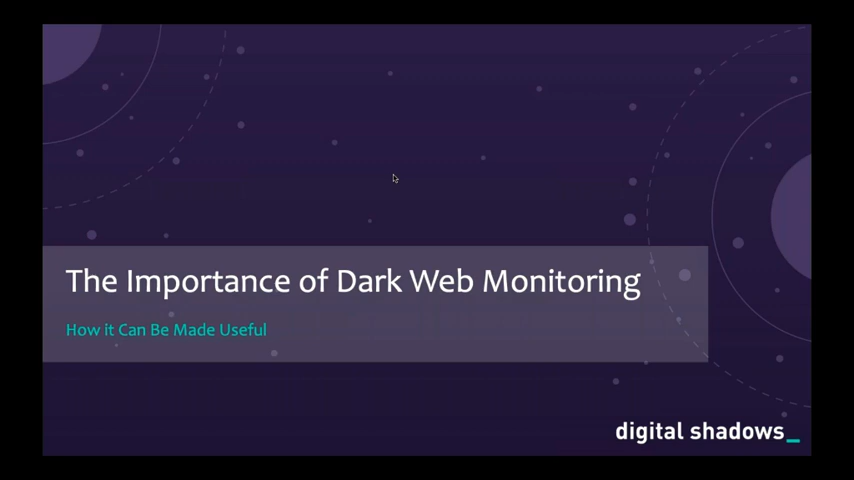 The Importance of Dark Web Monitoring
How it Can Be Made Useful
digital shadows_